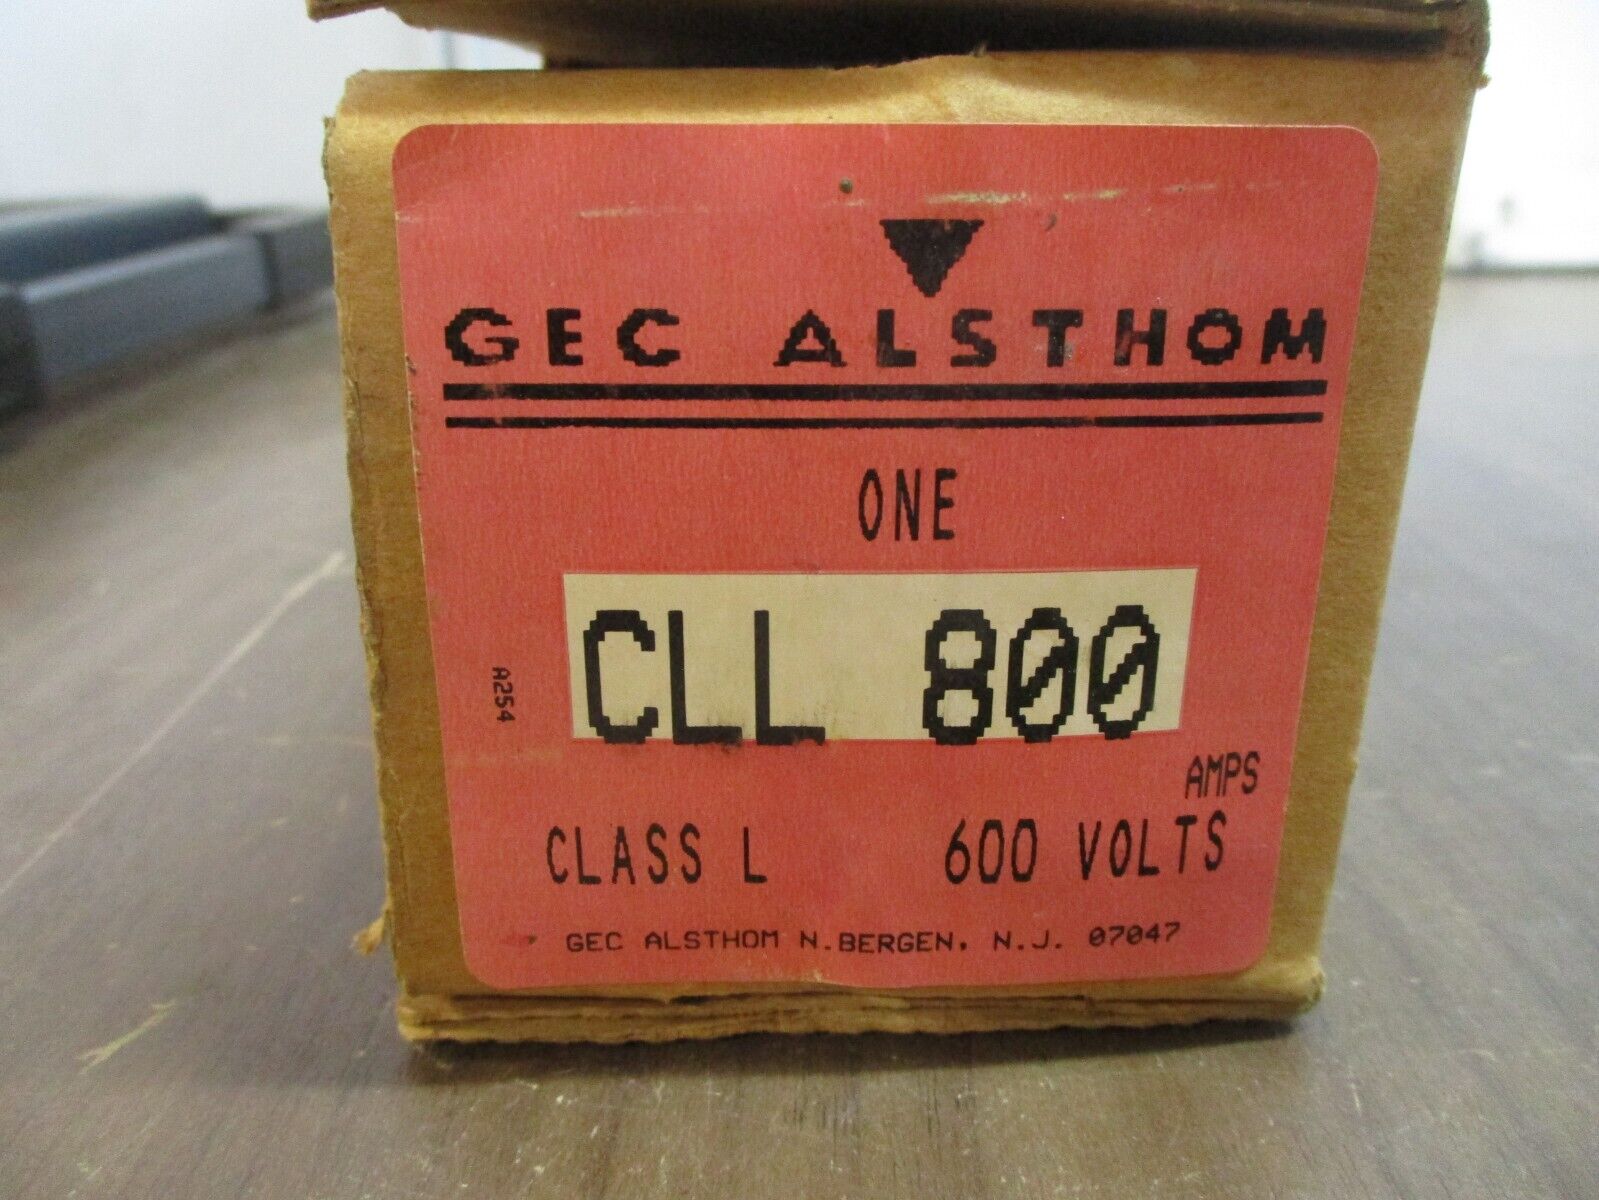 GEC ALSTHOM
ONE
CLL 800
A254
AMPS
CLASS L 600 VOLTS
GEC ALSTHOM N.BERGEN, N.J. 07047